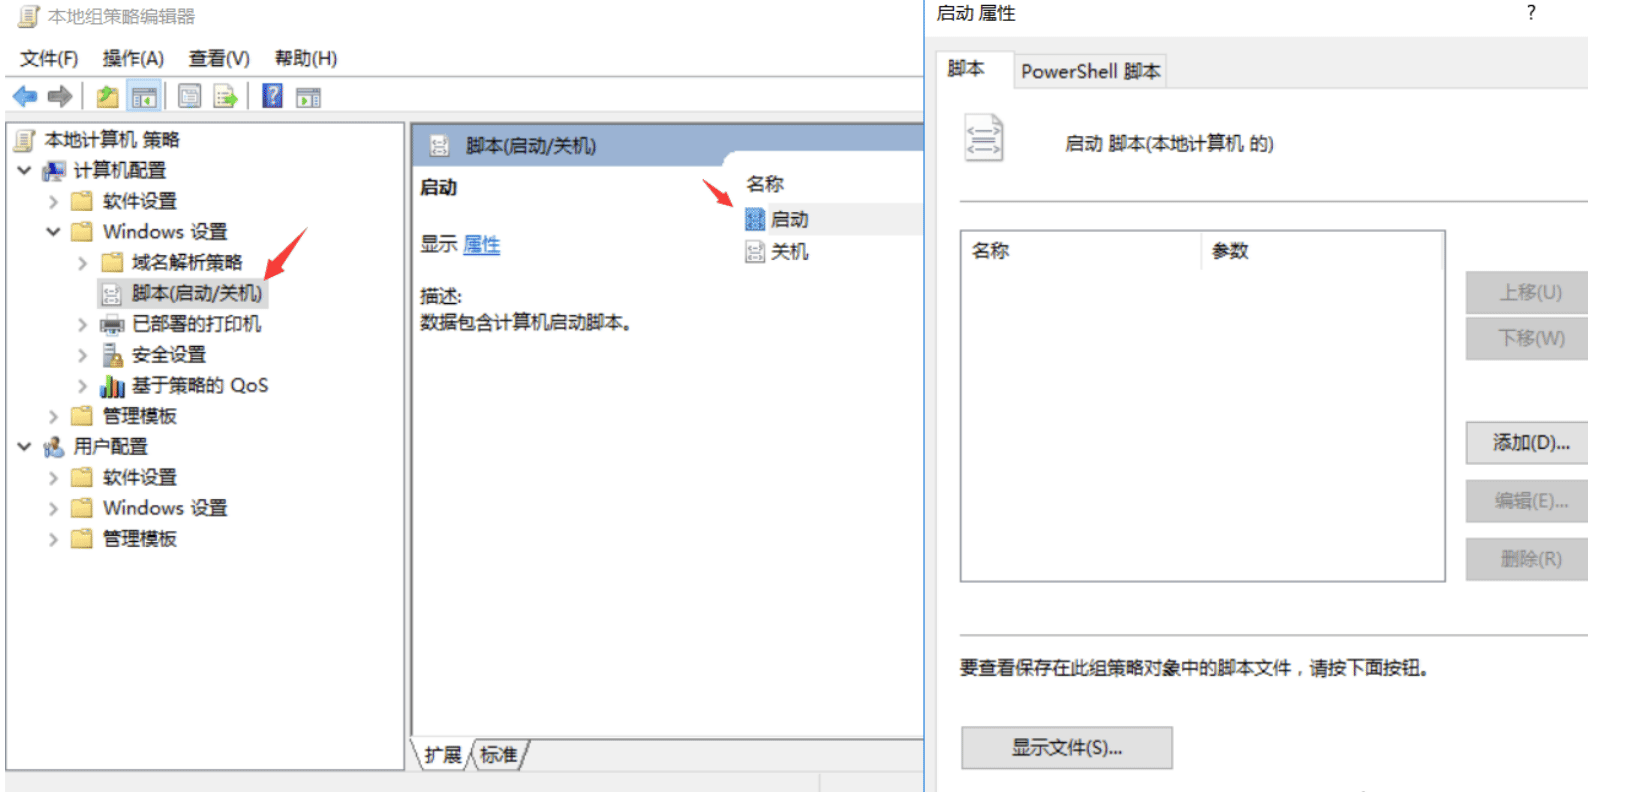 本地组策略编辑器
文件(F) 操作(A) 查看(V) 帮助(H)
本地计算机 策略
计算机配置
软件设置
Windows 设置
域名解析策略
脚本(启动/关机)
已部署的打印机
安全设置
基于策略的 QoS
管理模板
用户配置
软件设置
Windows 设置
管理模板
脚本(启动/关机)
启动
显示 属性
描述:
数据包含计算机启动脚本。
名称
启动
关机
扩展 标准
启动 属性
?
脚本 PowerShell 脚本
启动 脚本(本地计算机 的)
名称 参数
上移(U)
下移(W)
添加(D)...
编辑(E)...
删除(R)
要查看保存在此组策略对象中的脚本文件，请按下面按钮。
显示文件(S)...